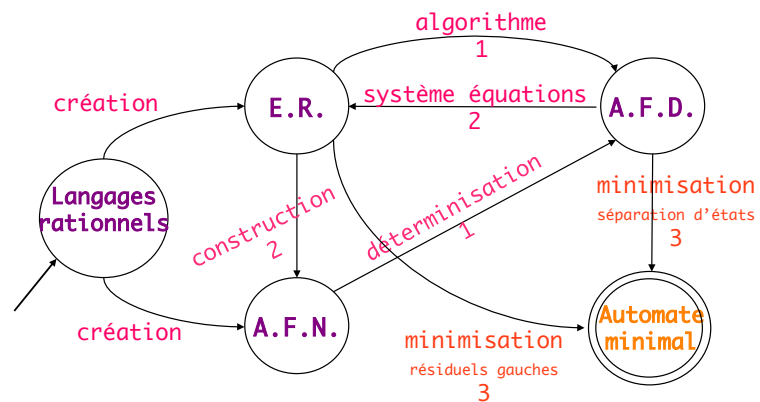 algorithme
1
création
E.R.
système équations
2
A.F.D.
Langages
rationnels
construction
2
déterminisation
1
minimisation
séparation d’états
3
création
A.F.N.
minimisation
résiduels gauches
3
Automate
minimal